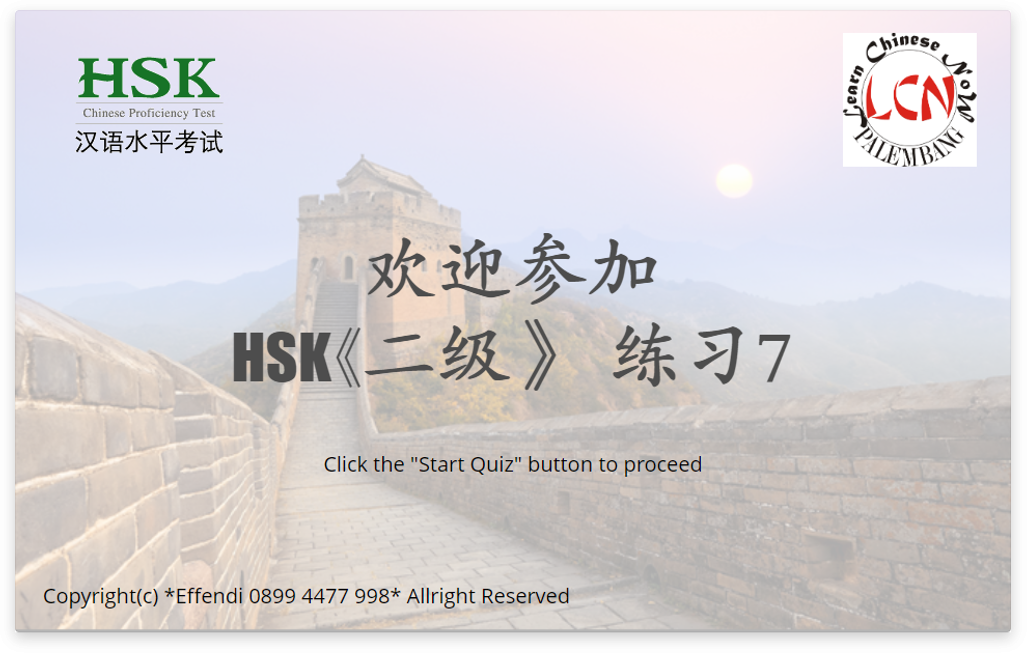 HSK
Chinese Proficiency Test
汉语水平考试
Learn Chinese NoW
LCN
PALEMBANG
欢迎参加
HSK《二级》 练习7
Click the "Start Quiz" button to proceed
Copyright(c) *Effendi 0899 4477 998* Allright Reserved